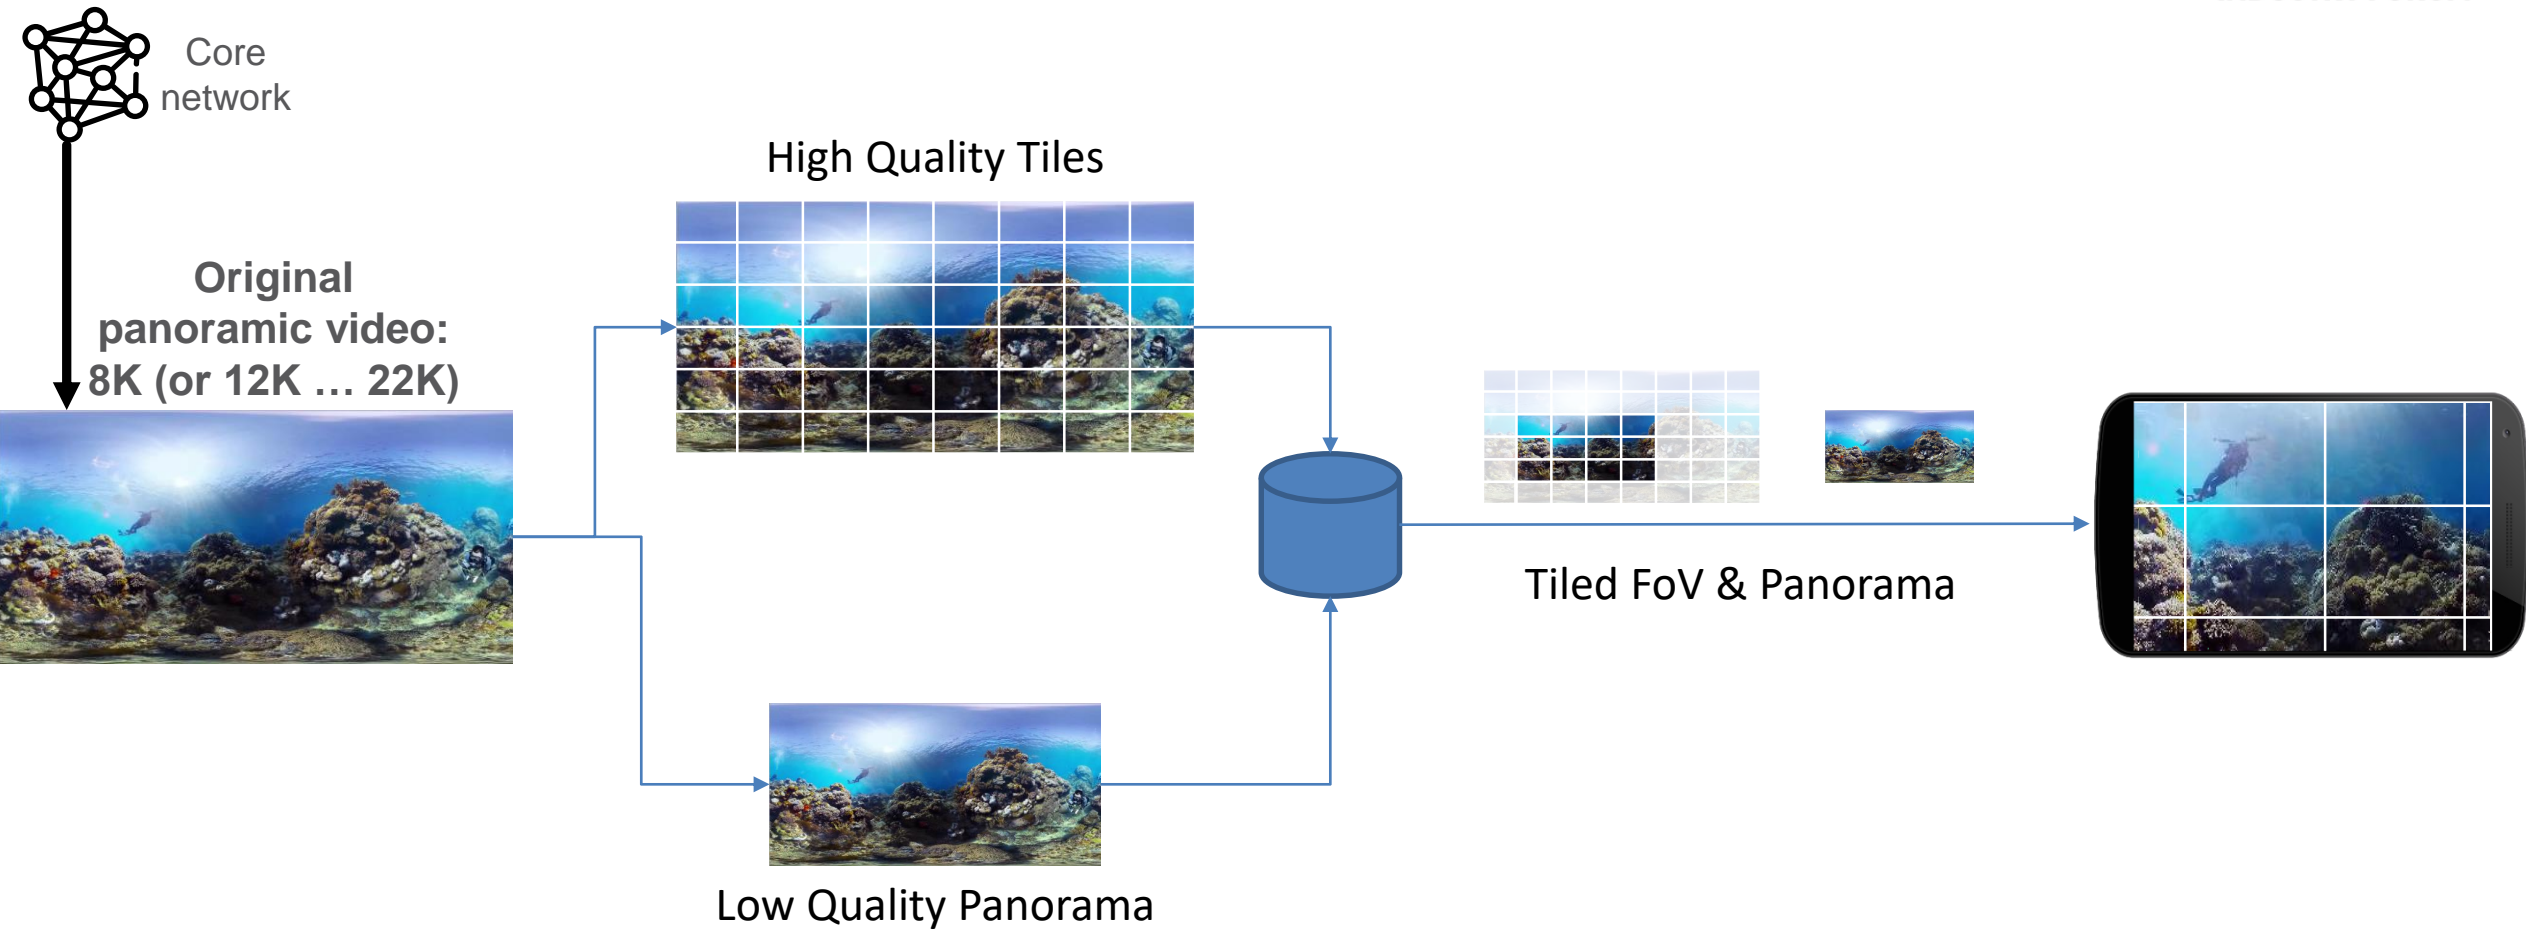 Core
network
High Quality Tiles
Original
panoramic video:
8K (or 12K … 22K)
Tiled FoV & Panorama
Low Quality Panorama